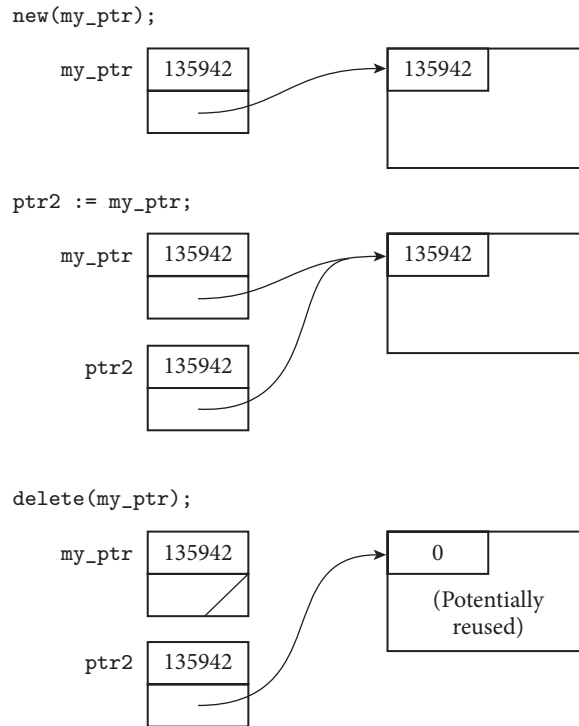 new(my_ptr);
my_ptr 135942 135942
ptr2 := my_ptr;
my_ptr 135942 135942
ptr2 135942
delete(my_ptr);
my_ptr 135942 0
(Potentially
reused)
ptr2 135942